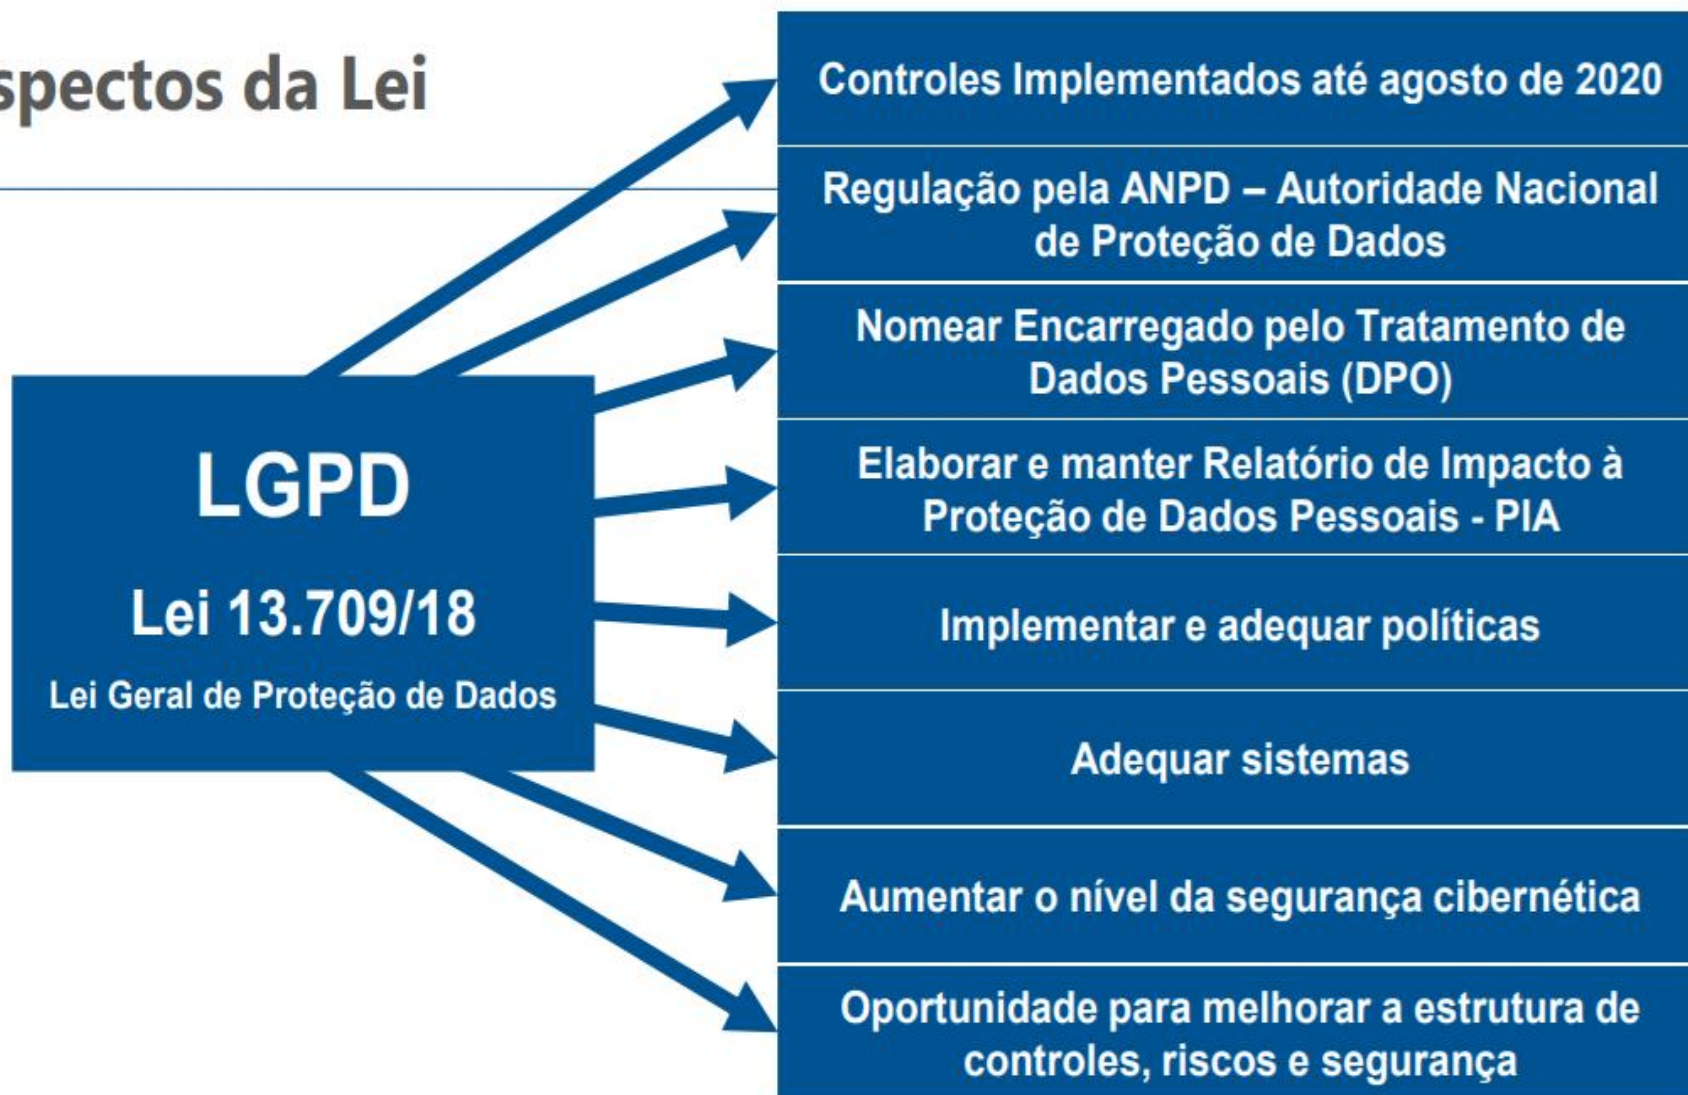 spectos da Lei
Controles Implementados até agosto de 2020
Regulação pela ANPD – Autoridade Nacional
de Proteção de Dados
Nomear Encarregado pelo Tratamento de
Dados Pessoais (DPO)
Elaborar e manter Relatório de Impacto à
Proteção de Dados Pessoais - PIA
Implementar e adequar políticas
Adequar sistemas
Aumentar o nível da segurança cibernética
Oportunidade para melhorar a estrutura de
controles, riscos e segurança
LGPD
Lei 13.709/18
Lei Geral de Proteção de Dados